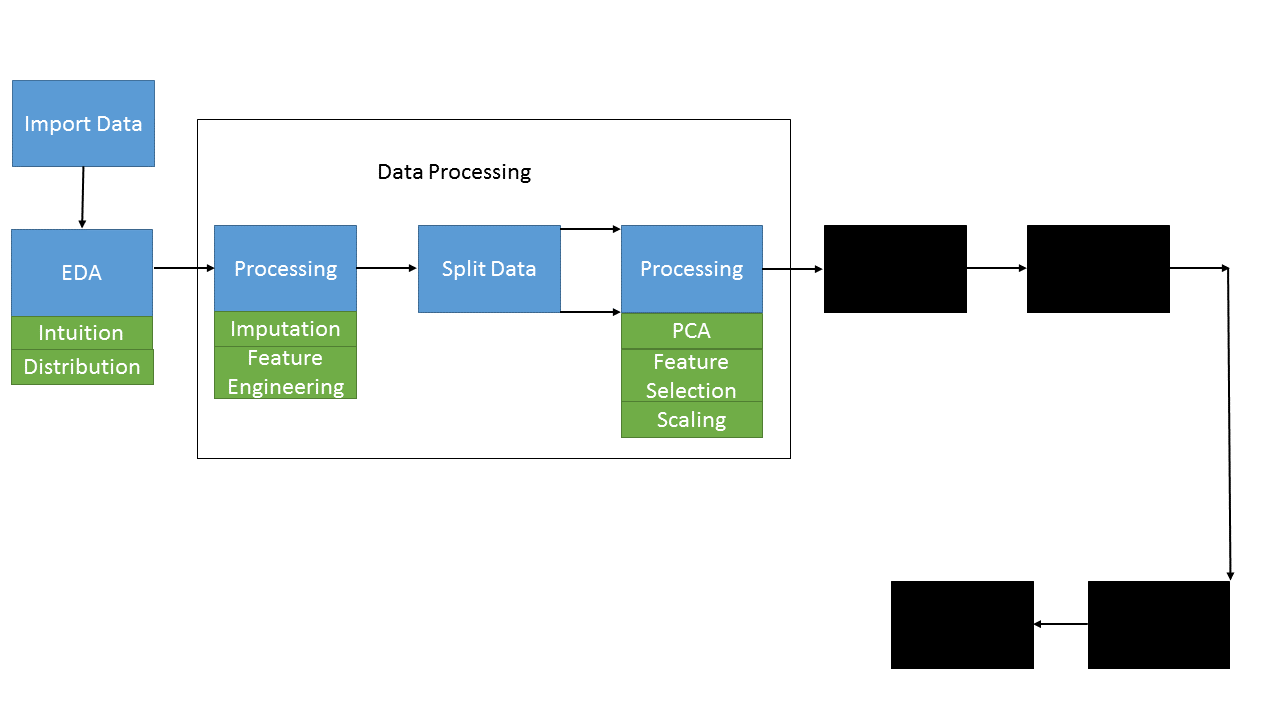 Import Data
EDA
Intuition
Distribution
Data Processing
Processing
Imputation
Feature
Engineering
Split Data
Processing
PCA
Feature
Selection
Scaling